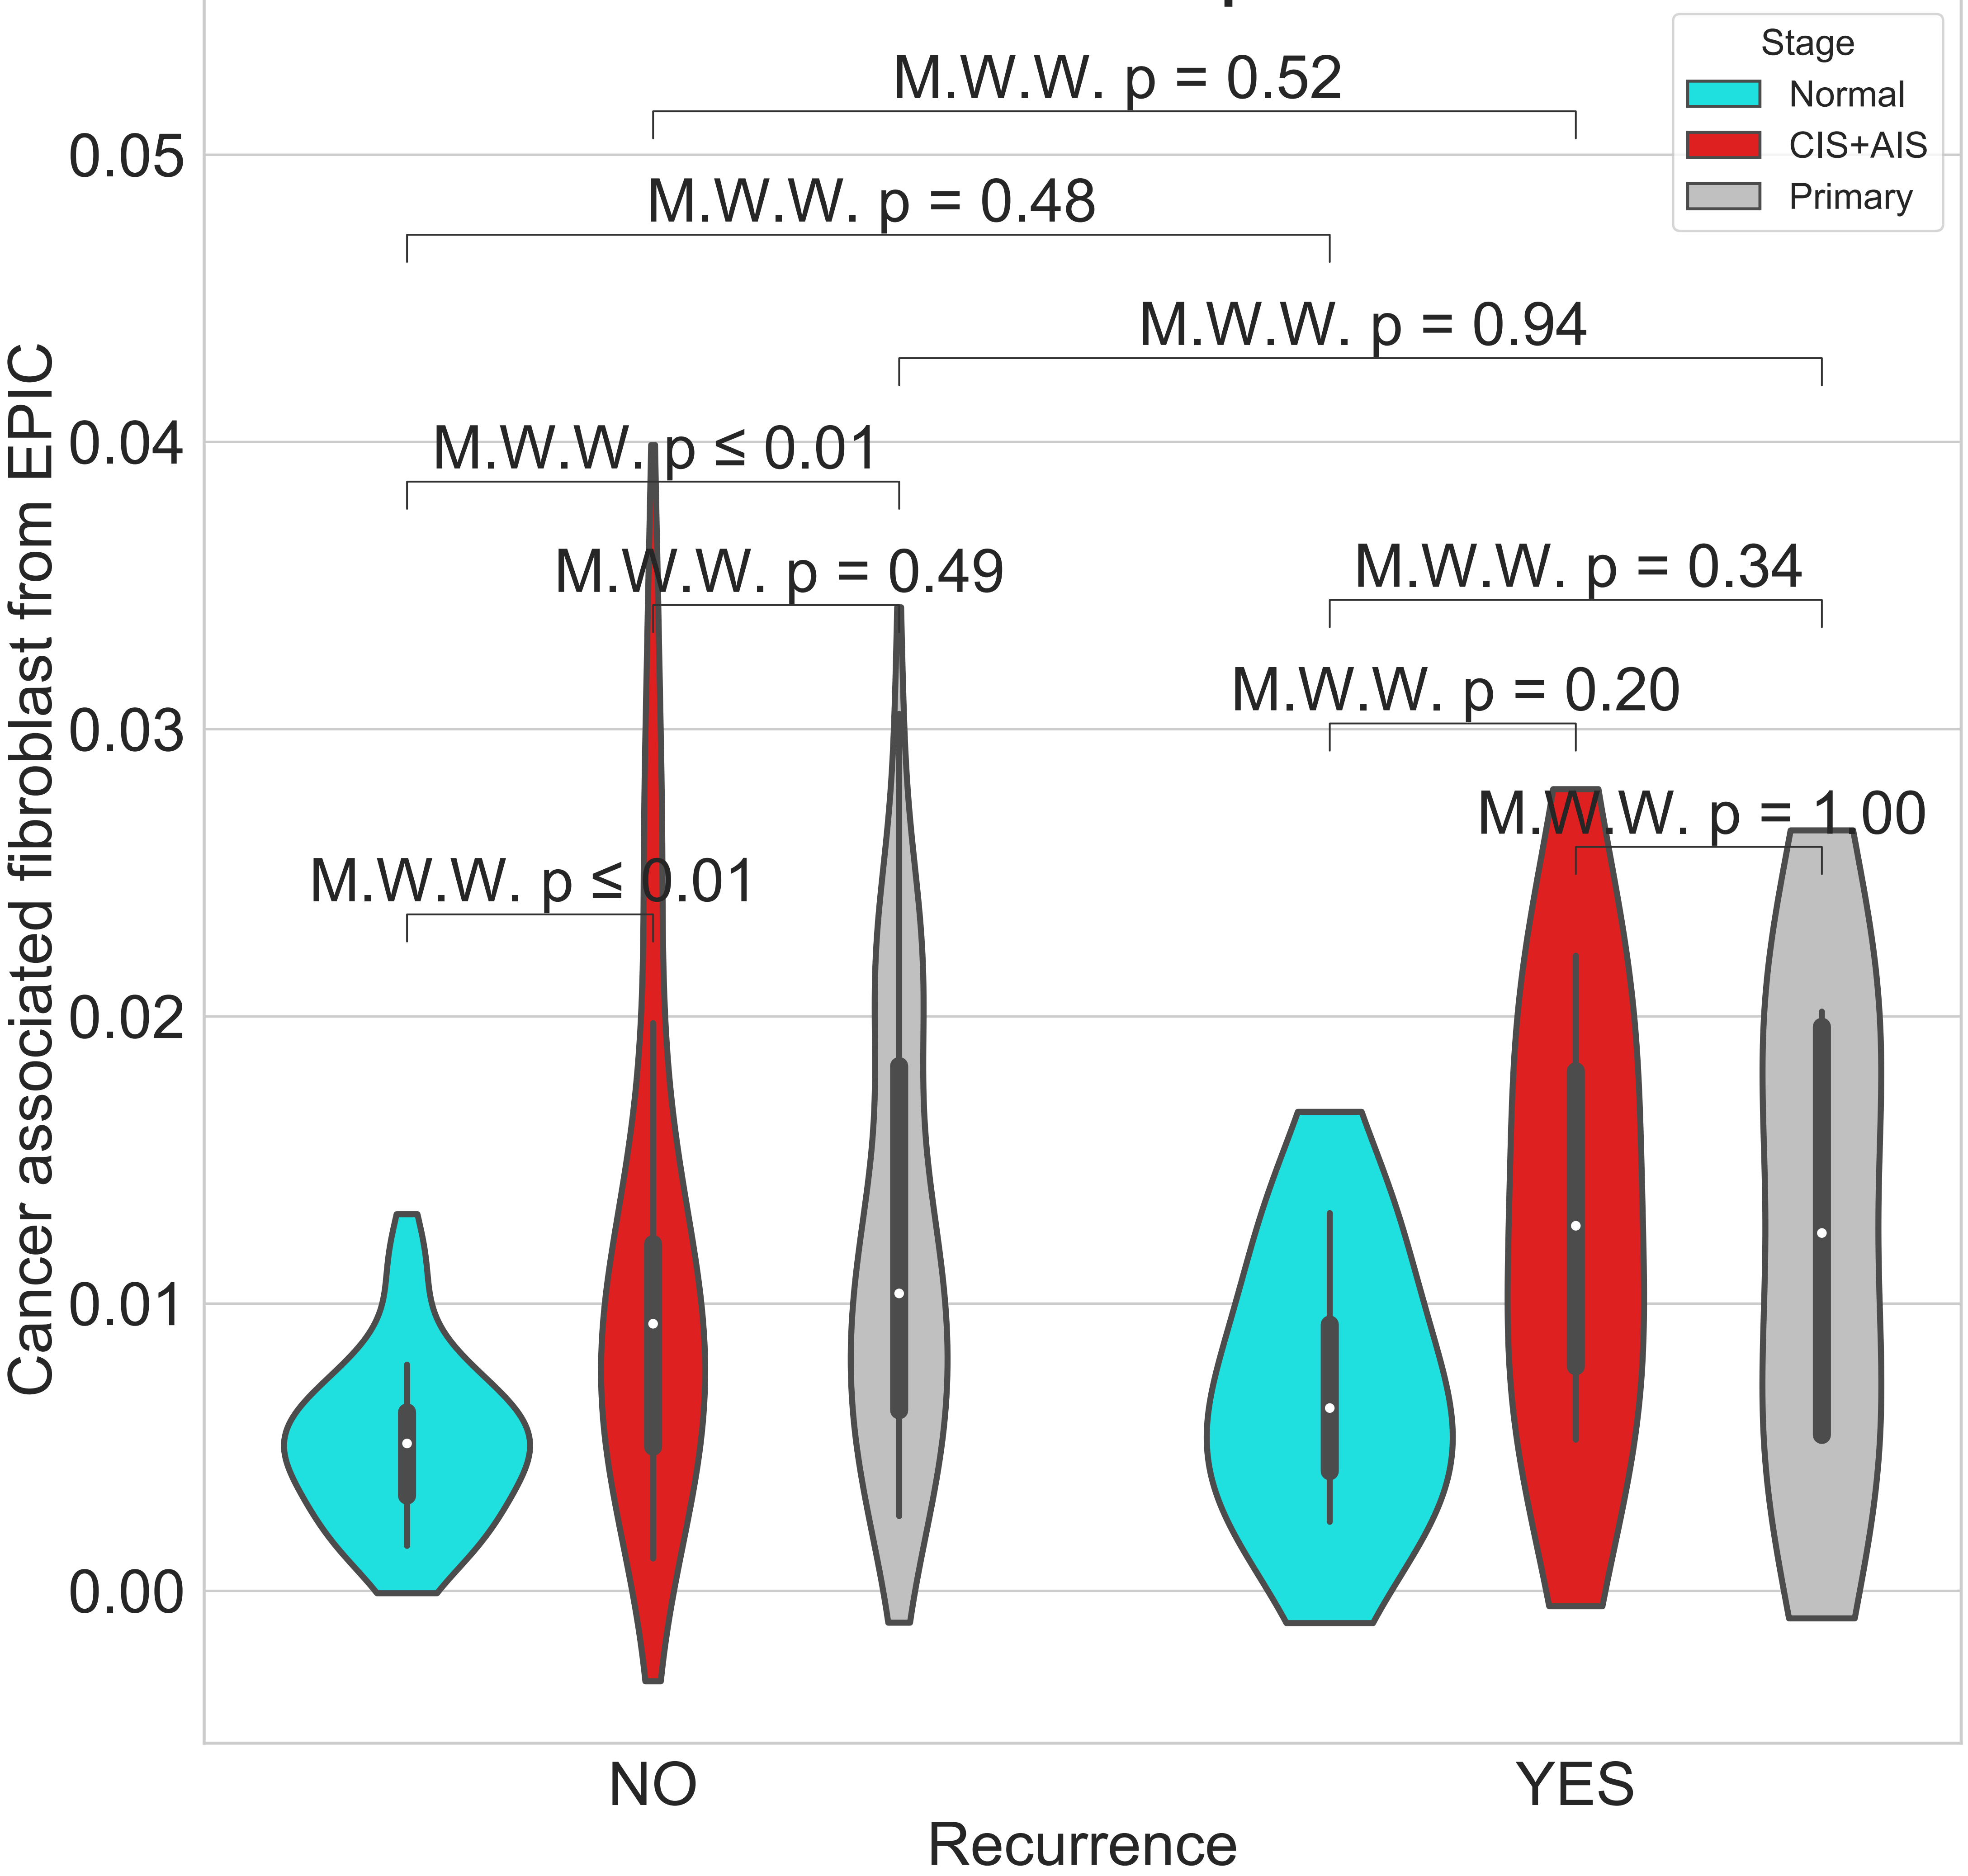 Stage
Normal
CIS+AIS
Primary
M.W.W. p = 0.52
M.W.W. p = 0.48
M.W.W. p = 0.94
M.W.W. p ≤ 0.01
M.W.W. p = 0.49
M.W.W. p = 0.34
M.W.W. p = 0.20
M.W.W. p = 1.00
M.W.W. p ≤ 0.01
Cancer associated fibroblast from EPIC
0.05
0.04
0.03
0.02
0.01
0.00
NO
YES
Recurrence